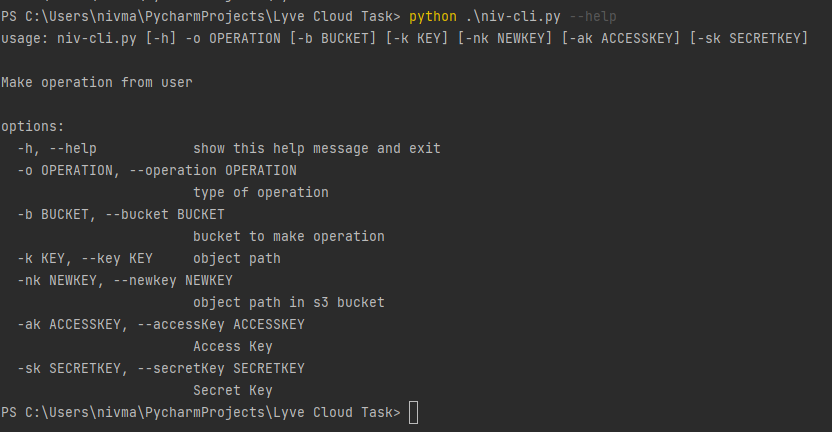 PS C:\Users\nivma\PycharmProjects\Lyve Cloud Task> python .\niv-cli.py --help
usage: niv-cli.py [-h] -o OPERATION [-b BUCKET] [-k KEY] [-nk NEWKEY] [-ak ACCESSKEY] [-sk SECRETKEY]
Make operation from user
options:
-h, --help show this help message and exit
-o OPERATION, --operation OPERATION
type of operation
-b BUCKET, --bucket BUCKET
bucket to make operation
-k KEY, --key KEY object path
-nk NEWKEY, --newkey NEWKEY
object path in s3 bucket
-ak ACCESSKEY, --accessKey ACCESSKEY
Access Key
-sk SECRETKEY, --secretKey SECRETKEY
Secret Key
PS C:\Users\nivma\PycharmProjects\Lyve Cloud Task>